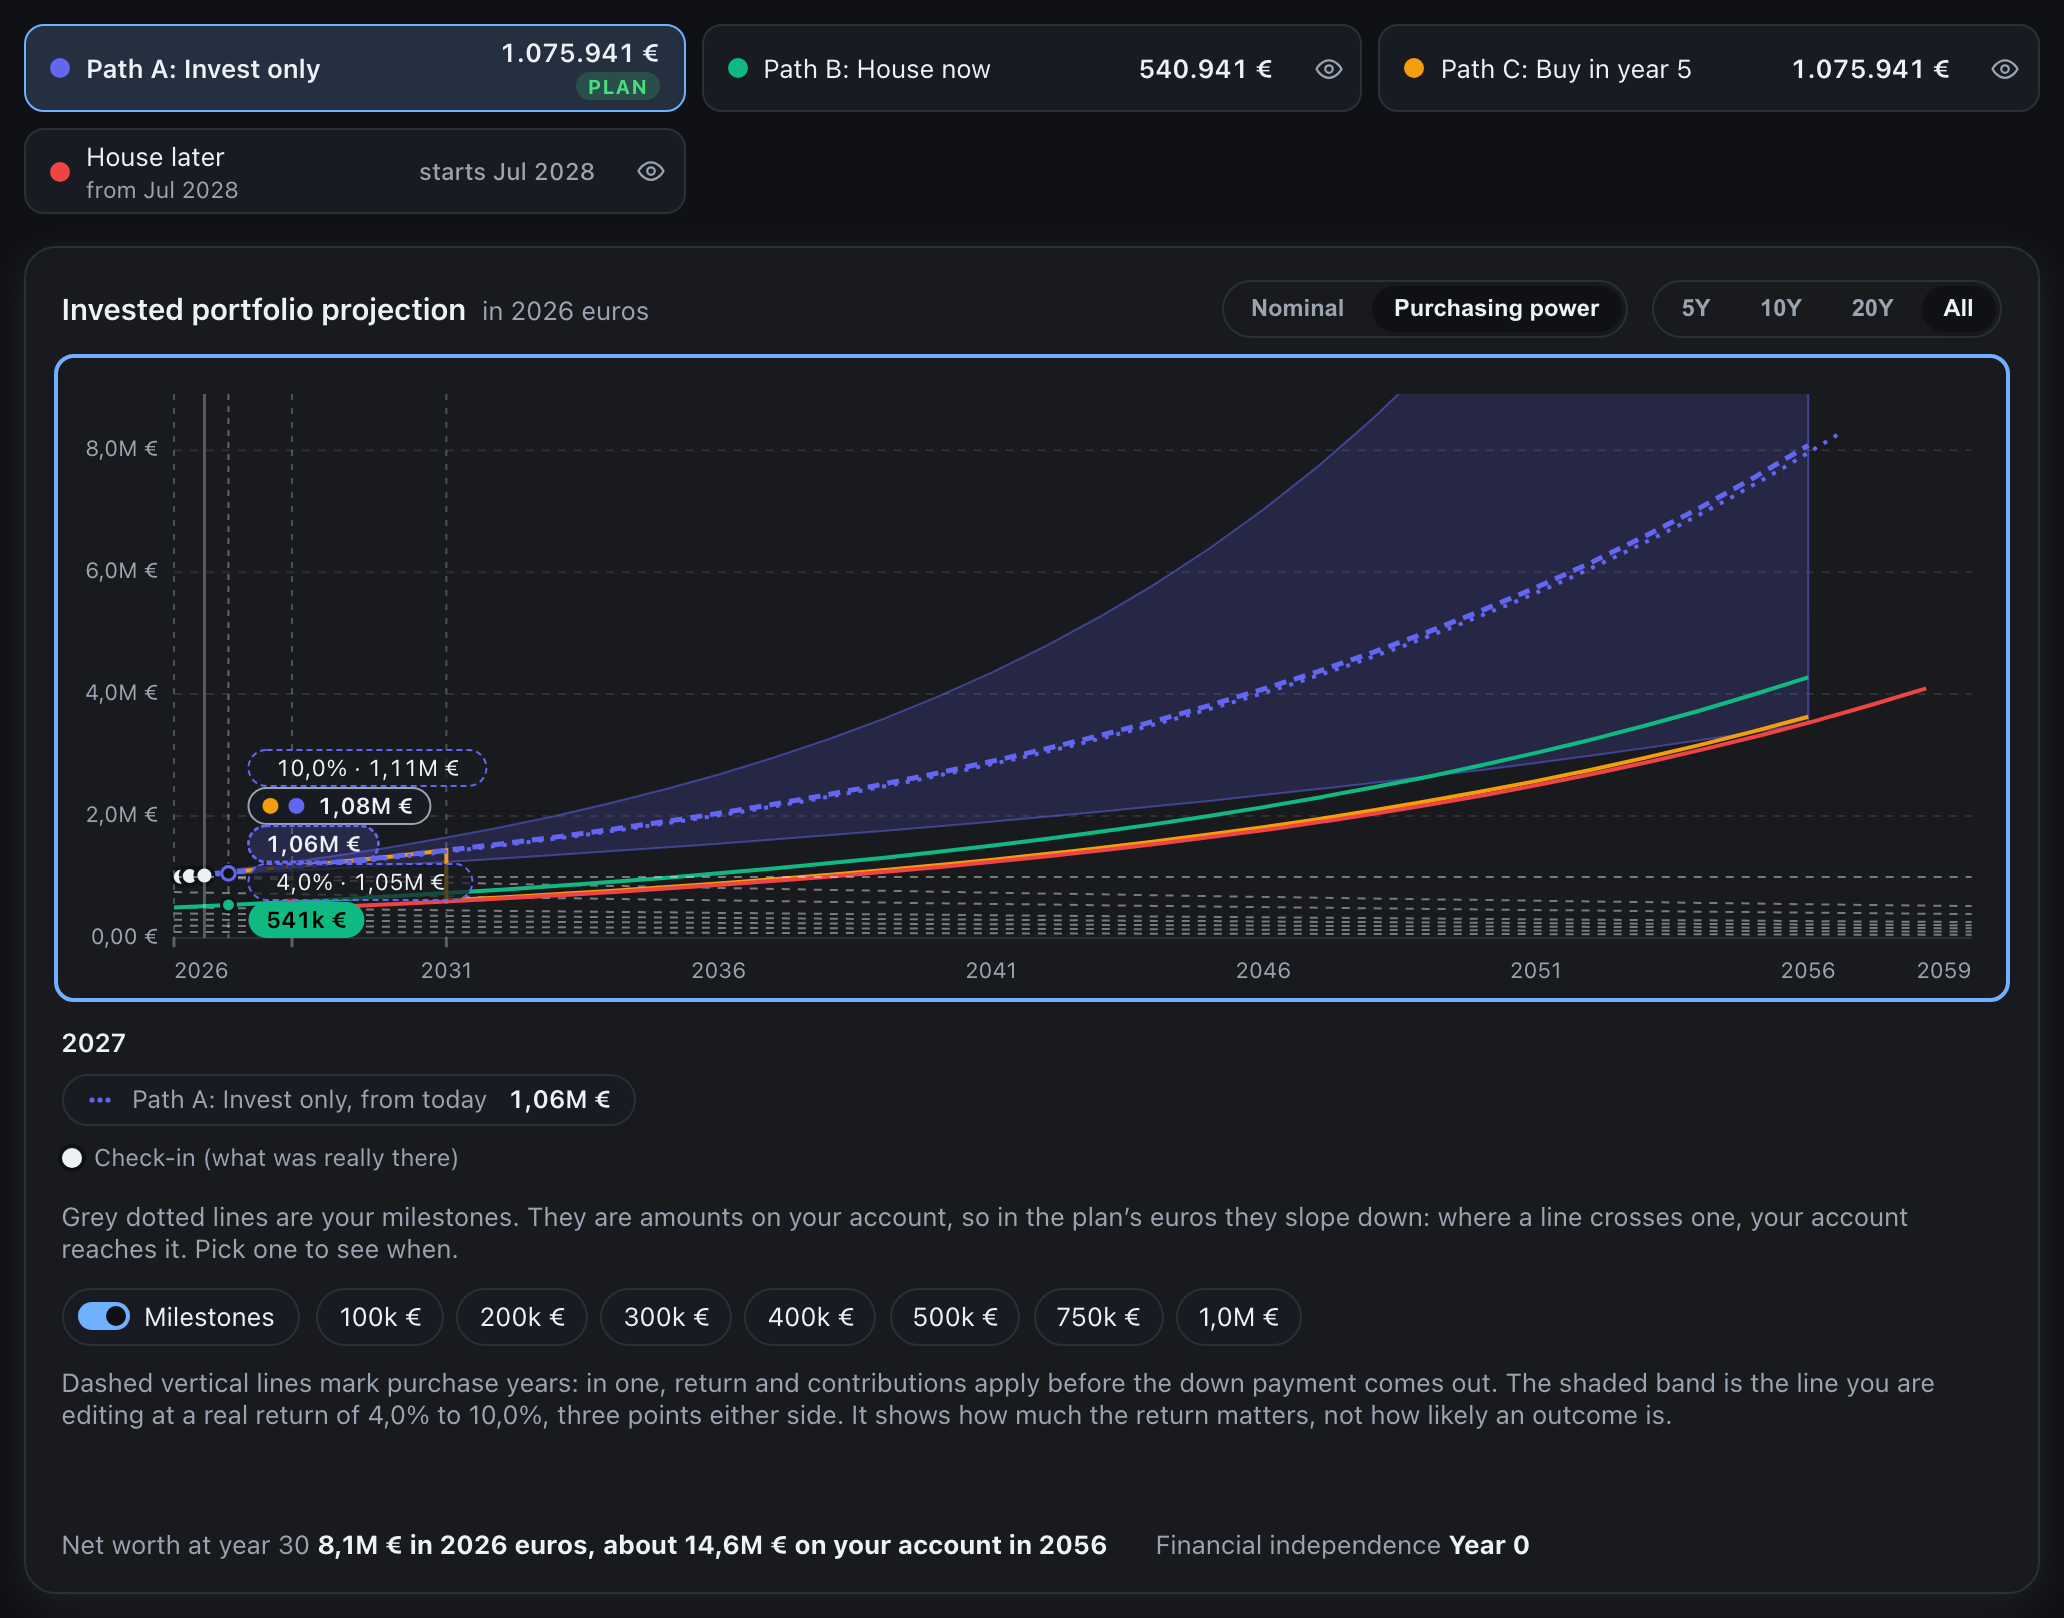 Path A: Invest only
1.075.941 €
PLAN
Path B: House now
540.941 €
Path C: Buy in year 5
1.075.941 €
House later
from Jul 2028
starts Jul 2028
Invested portfolio projection in 2026 euros
Nominal
Purchasing power
5Y
10Y
20Y
All
8,0M €
6,0M €
4,0M €
2,0M €
0,00 €
10,0% · 1,11M €
1,08M €
1,06M €
4,0% · 1,05M €
541k €
2026
2031
2036
2041
2046
2051
2056
2059
2027
Path A: Invest only, from today 1,06M €
Check-in (what was really there)
Grey dotted lines are your milestones. They are amounts on your account, so in the plan’s euros they slope down: where a line crosses one, your account
reaches it. Pick one to see when.
Milestones
100k €
200k €
300k €
400k €
500k €
750k €
1,0M €
Dashed vertical lines mark purchase years: in one, return and contributions apply before the down payment comes out. The shaded band is the line you are
editing at a real return of 4,0% to 10,0%, three points either side. It shows how much the return matters, not how likely an outcome is.
Net worth at year 30 8,1M € in 2026 euros, about 14,6M € on your account in 2056
Financial independence Year 0